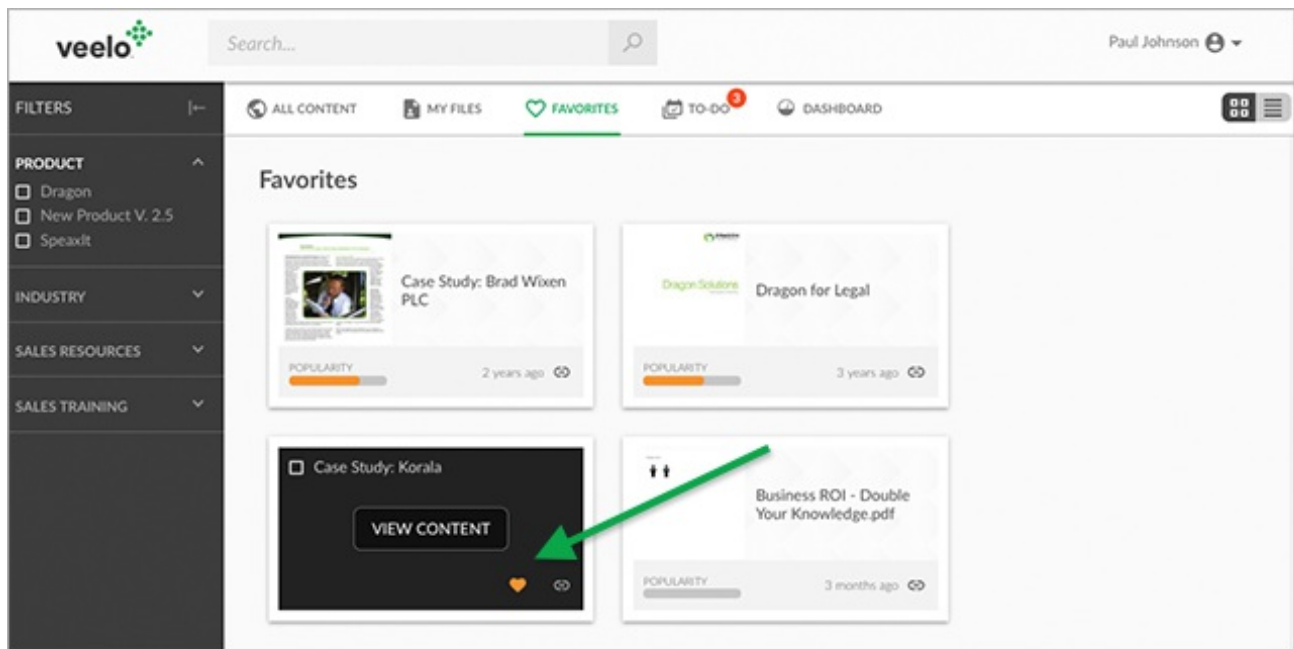 veelo
Search...
Paul Johnson
FILTERS
ALL CONTENT
MY FILES
FAVORITES
TO-DO
3
DASHBOARD
PRODUCT
Dragon
New Product V. 2.5
SpeaxIt
INDUSTRY
SALES RESOURCES
SALES TRAINING
Favorites
Case Study: Brad Wixen
PLC
POPULARITY
2 years ago
Dragon Solutions
Dragon for Legal
POPULARITY
3 years ago
Case Study: Korala
VIEW CONTENT
Business ROI - Double
Your Knowledge.pdf
POPULARITY
3 months ago